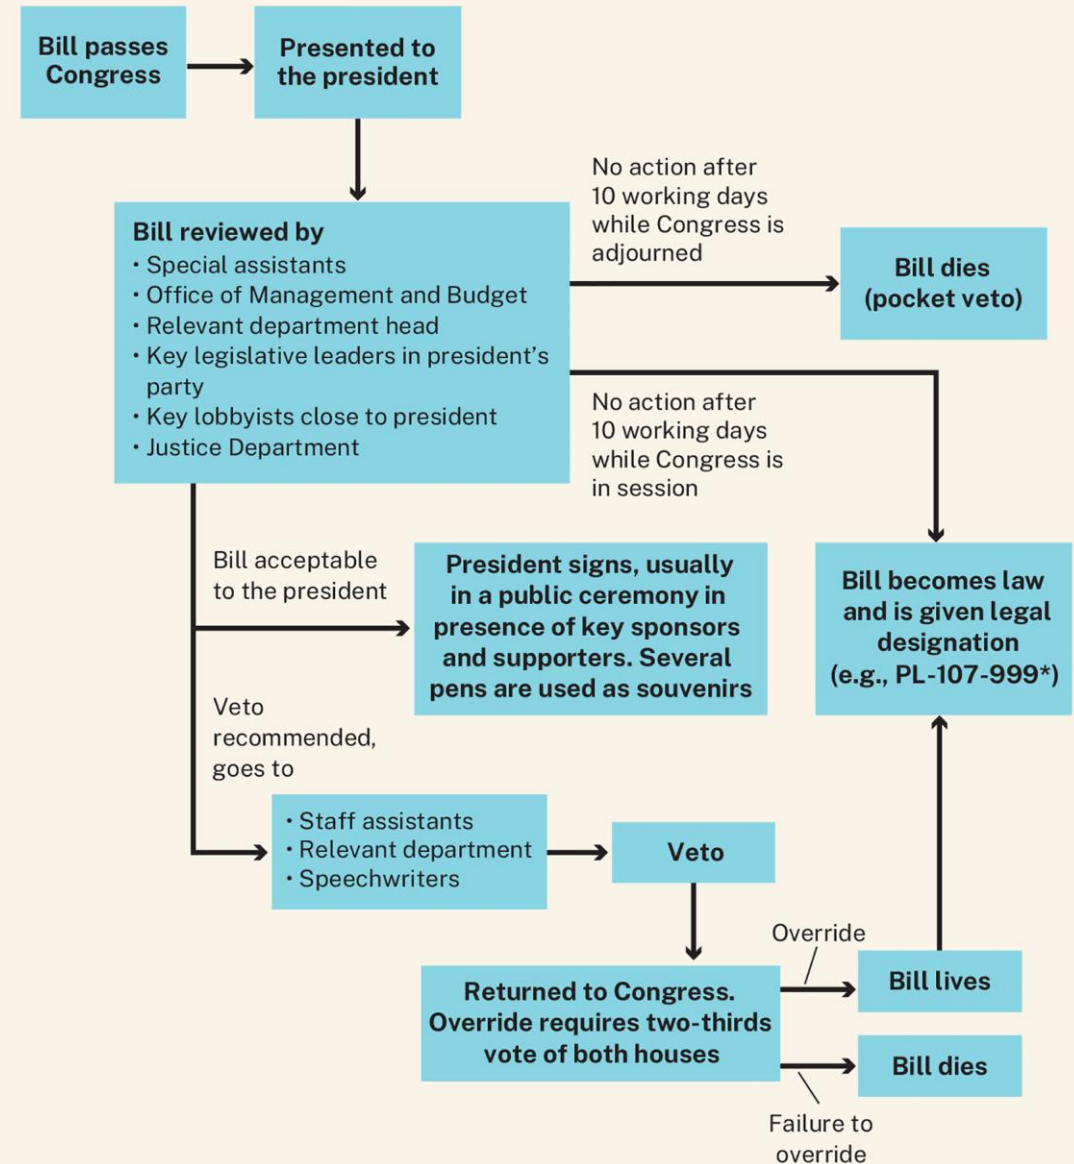 Bill passes
Congress
Presented to
the president
No action after
10 working days
while Congress is
adjourned
Bill reviewed by
• Special assistants
• Office of Management and Budget
• Relevant department head
• Key legislative leaders in president's
party
• Key lobbyists close to president
• Justice Department
Bill dies
(pocket veto)
No action after
10 working days
while Congress is
in session
Bill acceptable
to the president
President signs, usually
in a public ceremony in
presence of key sponsors
and supporters. Several
pens are used as souvenirs
Bill becomes law
and is given legal
designation
(e.g., PL-107-999*)
Veto
recommended,
goes to
• Staff assistants
• Relevant department
• Speechwriters
Veto
Returned to Congress.
Override requires two-thirds
vote of both houses
Override
Bill lives
Bill dies
Failure to
override